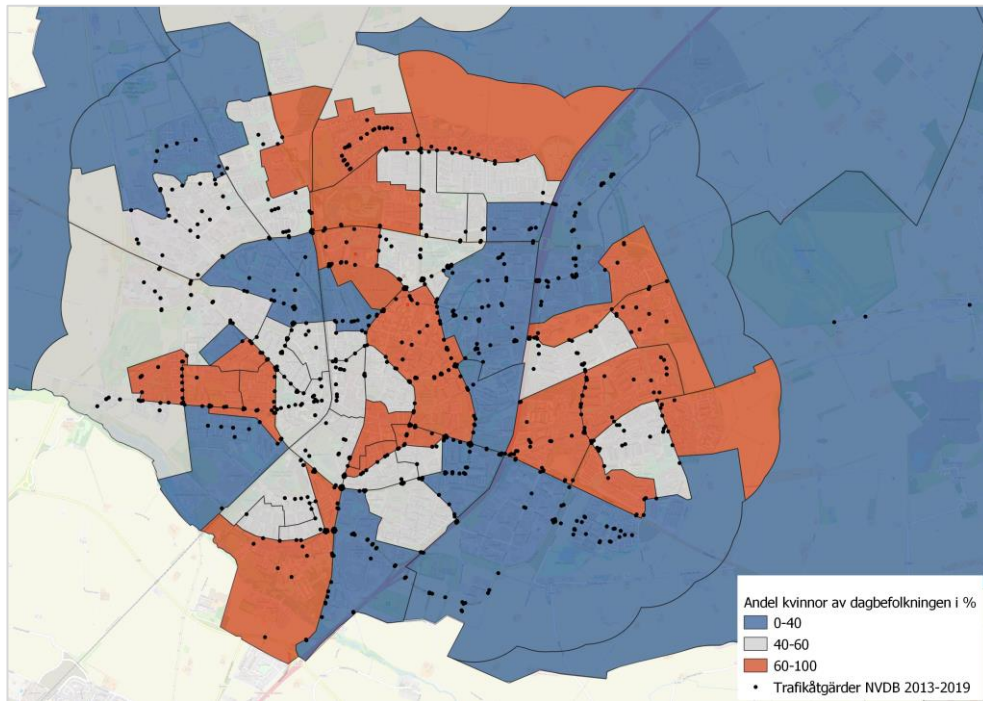 Andel kvinnor av dagbefolkningen i %
0-40
40-60
60-100
Trafikåtgärder NVDB 2013-2019